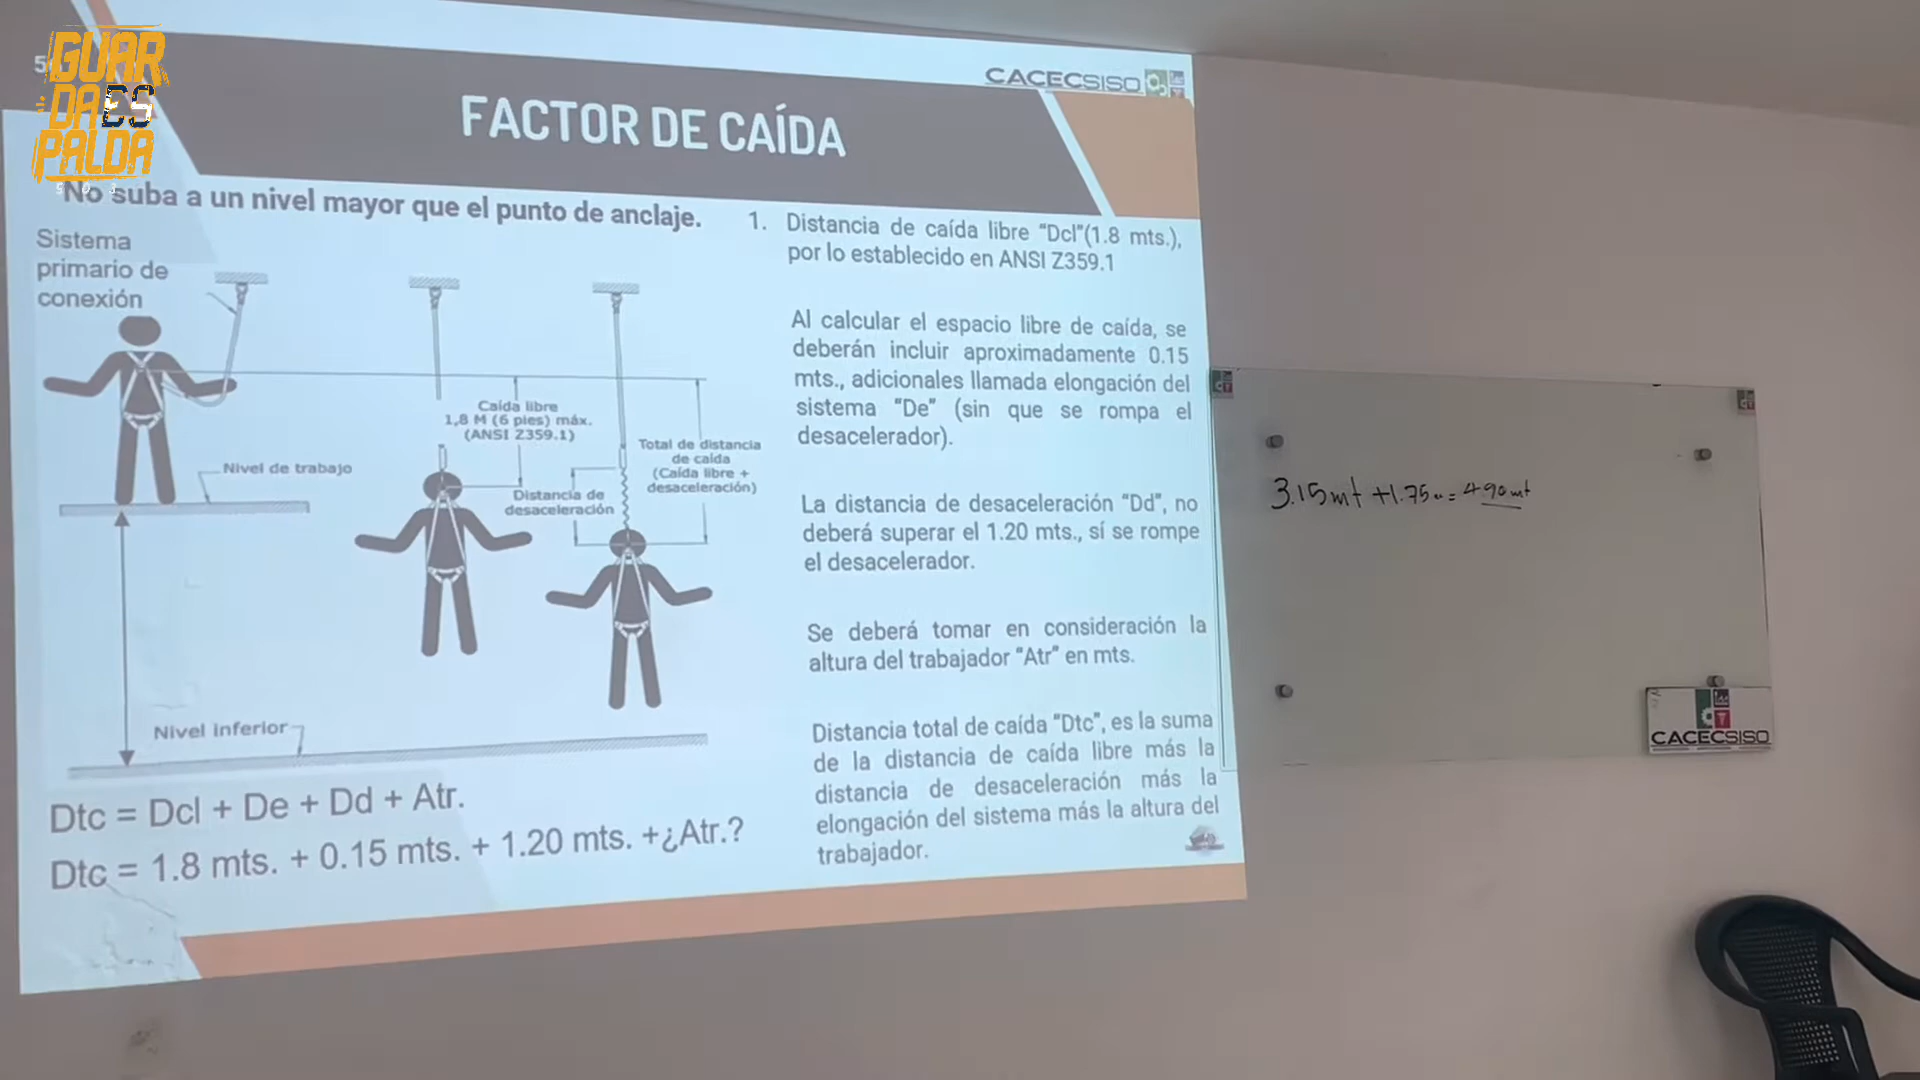 GUAR
DAES
PALDA
503
CACECSISO
FACTOR DE CAÍDA
No suba a un nivel mayor que el punto de anclaje.
Sistema
primario de
conexión
Nivel de trabajo
Caída libre
1,8 M (6 pies) máx.
(ANSI Z359.1)
Distancia de
desaceleración
Total de distancia
de caída
(Caída libre +
desaceleración)
Nivel inferior
Dtc = Dcl + De + Dd + Atr.
Dtc = 1.8 mts. + 0.15 mts. + 1.20 mts. +¿Atr.?
1. Distancia de caída libre “Dcl”(1.8 mts.),
por lo establecido en ANSI Z359.1
Al calcular el espacio libre de caída, se
deberán incluir aproximadamente 0.15
mts., adicionales llamada elongación del
sistema “De” (sin que se rompa el
desacelerador).
La distancia de desaceleración “Dd”, no
deberá superar el 1.20 mts., sí se rompe
el desacelerador.
Se deberá tomar en consideración la
altura del trabajador “Atr” en mts.
Distancia total de caída “Dtc”, es la suma
de la distancia de caída libre más la
distancia de desaceleración más la
elongación del sistema más la altura del
trabajador.
3.15mt +1.75m = 4.90mt
CACECSISO